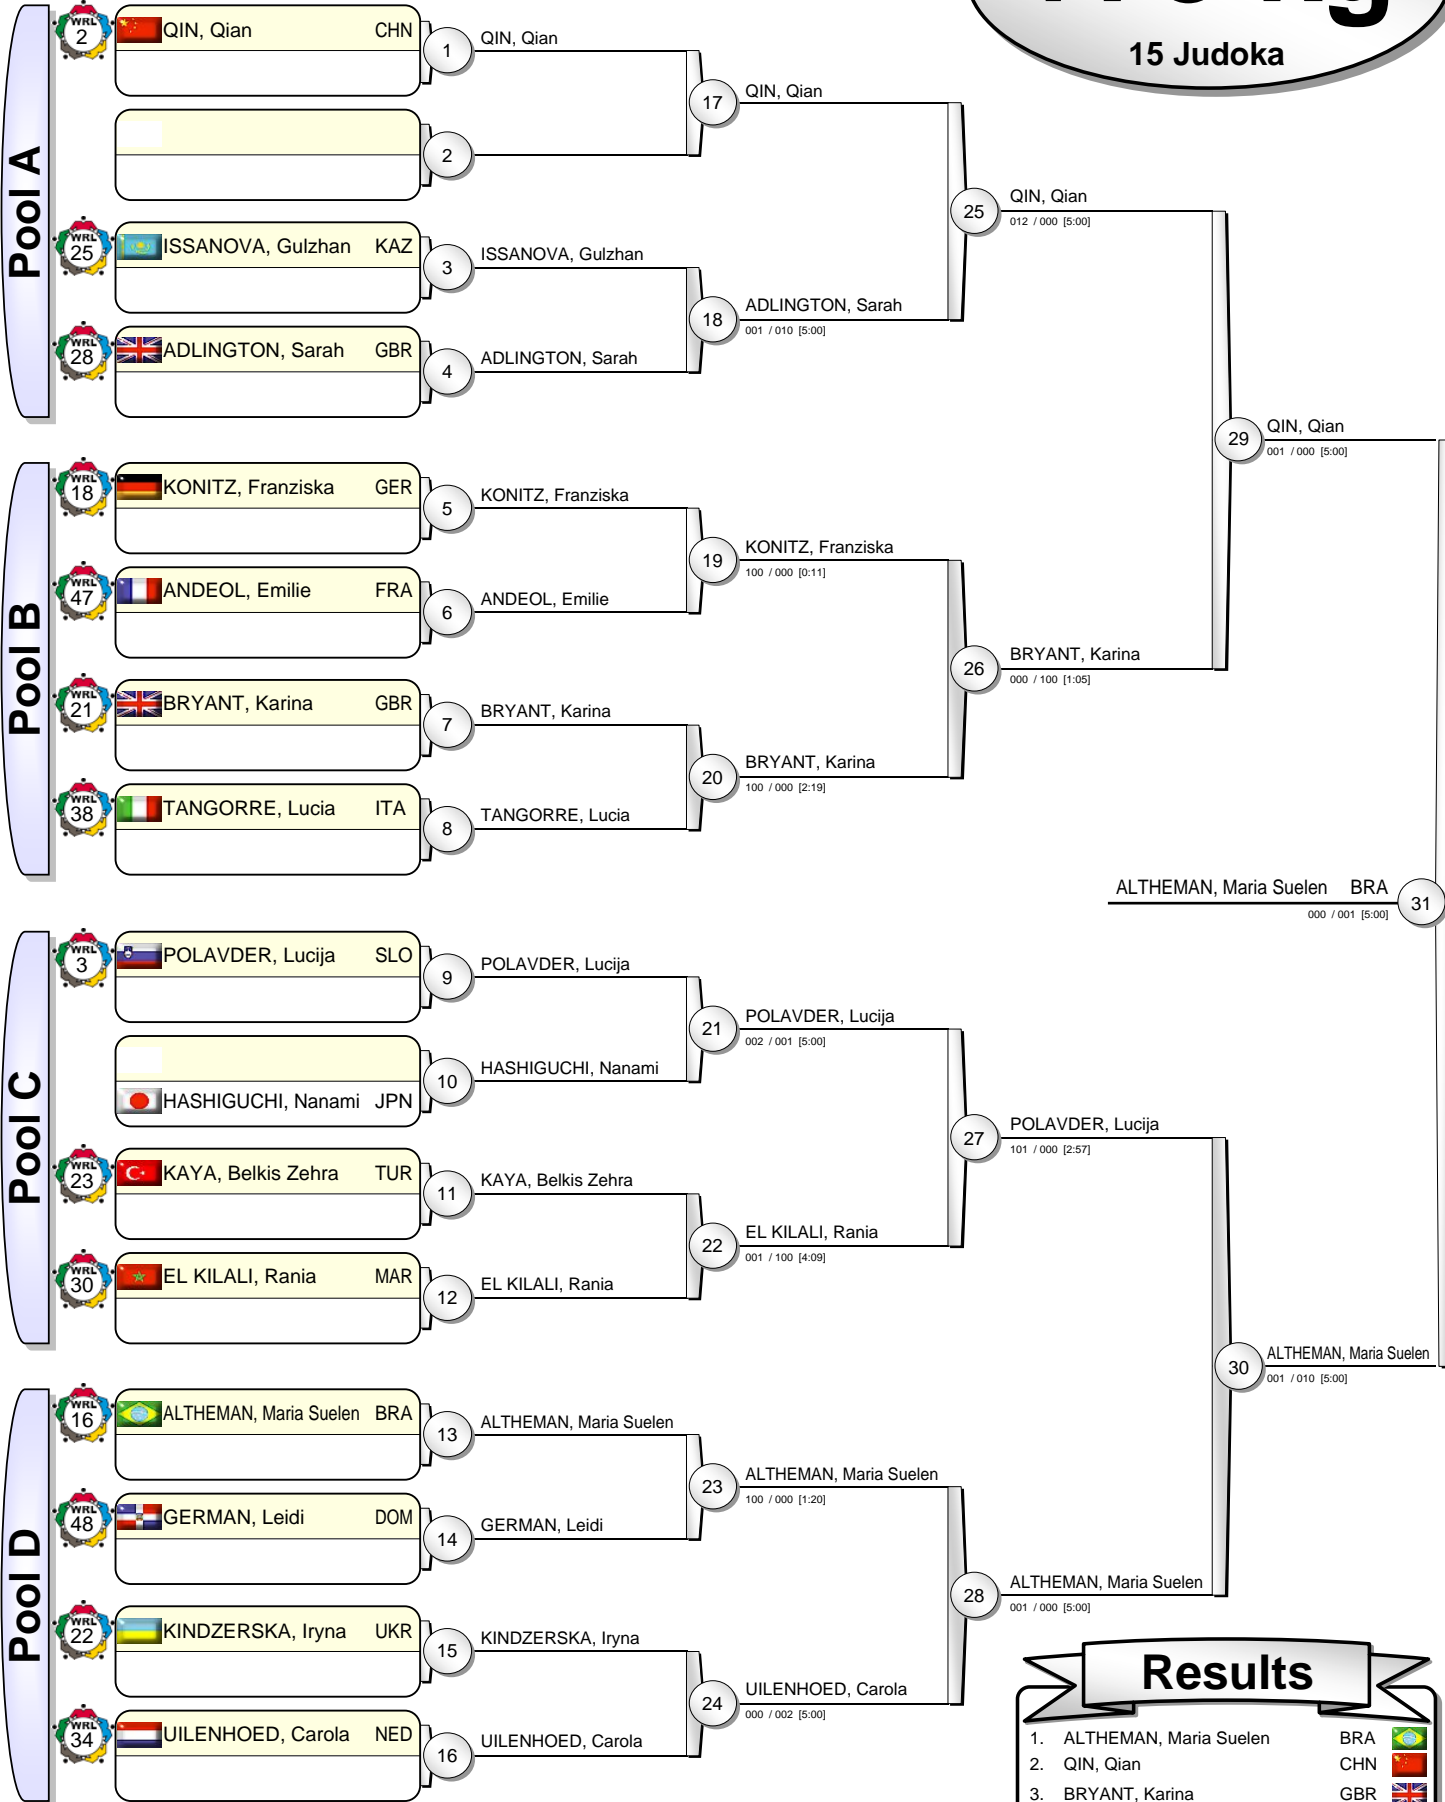 15 Judoka
Pool A
WRL 2 QIN, Qian CHN
1 QIN, Qian
2
17 QIN, Qian
WRL 25 ISSANOVA, Gulzhan KAZ
3 ISSANOVA, Gulzhan
WRL 28 ADLINGTON, Sarah GBR
4 ADLINGTON, Sarah
18 ADLINGTON, Sarah
001 / 010 [5:00]
25 QIN, Qian
012 / 000 [5:00]
Pool B
WRL 18 KONITZ, Franziska GER
5 KONITZ, Franziska
WRL 47 ANDEOL, Emilie FRA
6 ANDEOL, Emilie
19 KONITZ, Franziska
100 / 000 [0:11]
WRL 21 BRYANT, Karina GBR
7 BRYANT, Karina
WRL 38 TANGORRE, Lucia ITA
8 TANGORRE, Lucia
20 BRYANT, Karina
100 / 000 [2:19]
26 BRYANT, Karina
000 / 100 [1:05]
29 QIN, Qian
001 / 000 [5:00]
ALTHEMAN, Maria Suelen BRA 31
000 / 001 [5:00]
Pool C
WRL 3 POLAVDER, Lucija SLO
9 POLAVDER, Lucija
HASHIGUCHI, Nanami JPN
10 HASHIGUCHI, Nanami
21 POLAVDER, Lucija
002 / 001 [5:00]
WRL 23 KAYA, Belkis Zehra TUR
11 KAYA, Belkis Zehra
WRL 30 EL KILALI, Rania MAR
12 EL KILALI, Rania
22 EL KILALI, Rania
001 / 100 [4:09]
27 POLAVDER, Lucija
101 / 000 [2:57]
Pool D
WRL 16 ALTHEMAN, Maria Suelen BRA
13 ALTHEMAN, Maria Suelen
WRL 48 GERMAN, Leidi DOM
14 GERMAN, Leidi
23 ALTHEMAN, Maria Suelen
100 / 000 [1:20]
WRL 22 KINDZERSKA, Iryna UKR
15 KINDZERSKA, Iryna
WRL 34 UILENHOED, Carola NED
16 UILENHOED, Carola
24 UILENHOED, Carola
000 / 002 [5:00]
28 ALTHEMAN, Maria Suelen
001 / 000 [5:00]
30 ALTHEMAN, Maria Suelen
001 / 010 [5:00]
Results
1. ALTHEMAN, Maria Suelen BRA
2. QIN, Qian CHN
3. BRYANT, Karina GBR